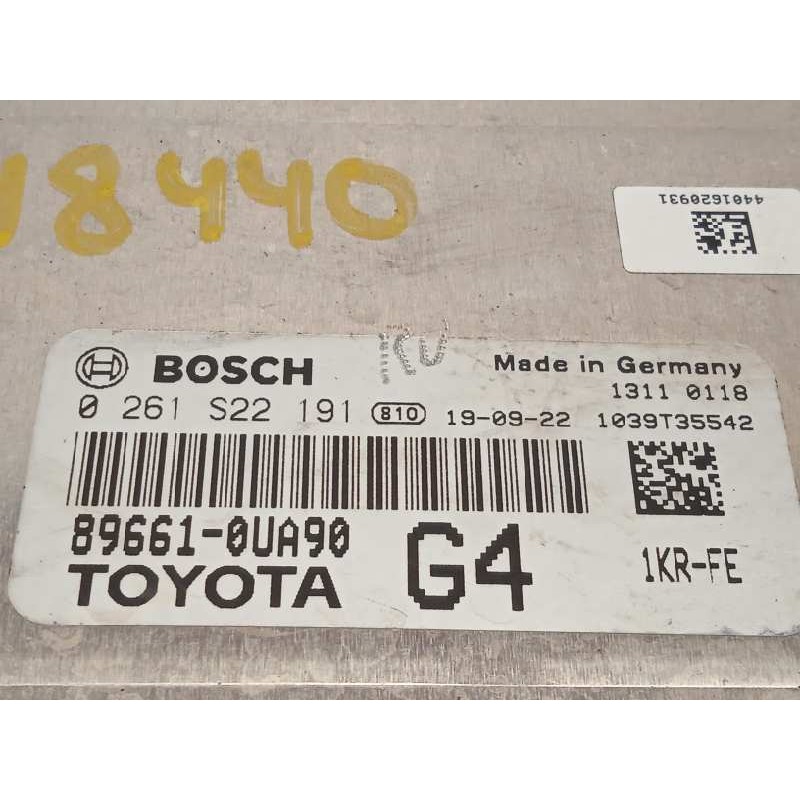 18440
4401620931
BOSCH
Made in Germany
1311 0118
0 261 S22 191 810 19-09-22 1039T35542
89661-0UA90
G4
1KR-FE
TOYOTA